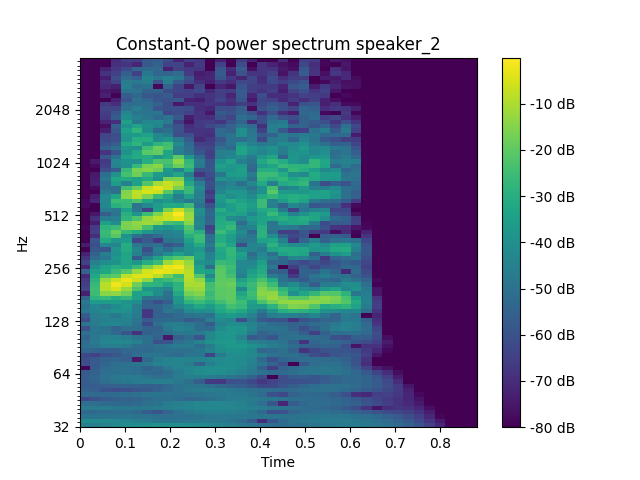 Constant-Q power spectrum speaker_2
Hz
2048
1024
512
256
128
64
32
0 0.1 0.2 0.3 0.4 0.5 0.6 0.7 0.8
Time
-10 dB
-20 dB
-30 dB
-40 dB
-50 dB
-60 dB
-70 dB
-80 dB